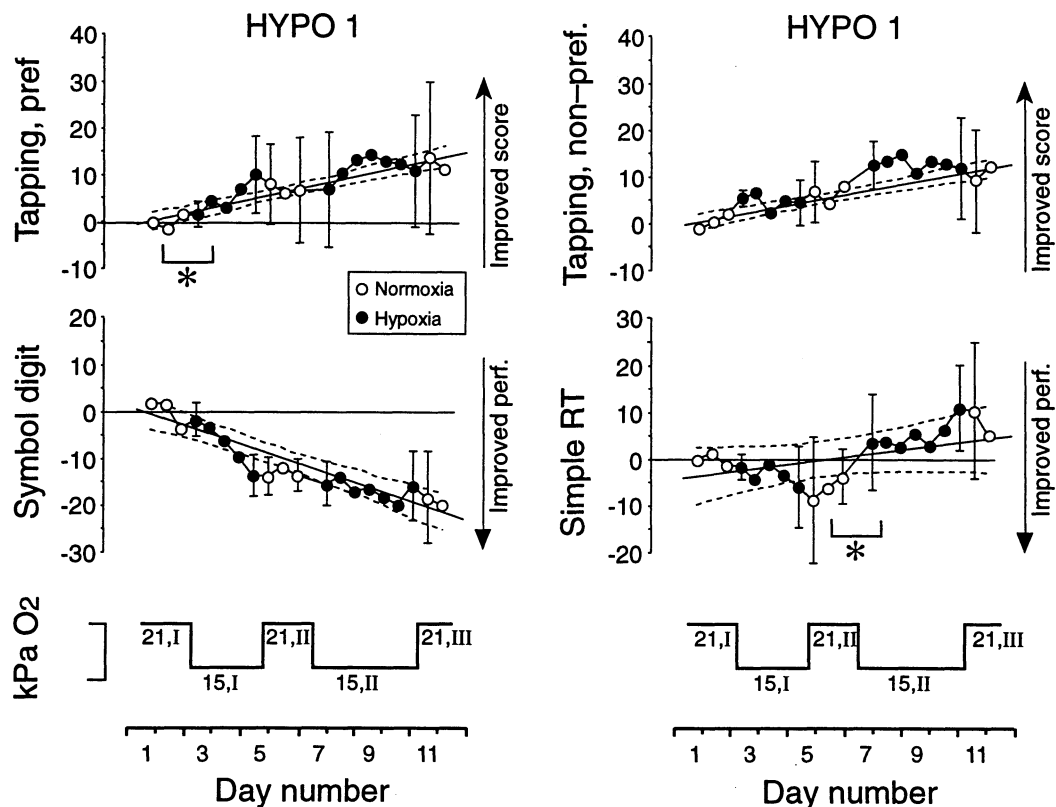 HYPO 1
Tapping, pref
40
30
20
10
0
-10
*
Improved score
Normoxia
Hypoxia
HYPO 1
Tapping, non-pref.
40
30
20
10
0
-10
Improved score
Symbol digit
20
10
0
-10
-20
-30
Improved perf.
Simple RT
30
20
10
0
-10
-20
*
Improved perf.
kPa O2
21,I
15,I
21,II
15,II
21,III
21,I
15,I
21,II
15,II
21,III
1 3 5 7 9 11
Day number
1 3 5 7 9 11
Day number